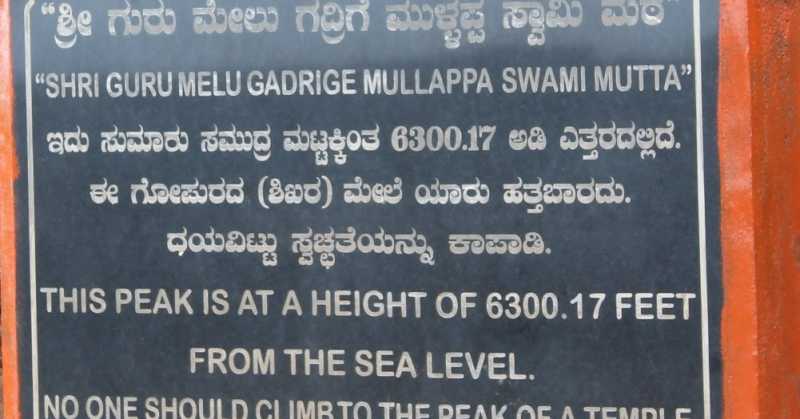 “ಶ್ರೀ ಗುರು ಮೇಲು ಗದ್ರಿಗೆ ಮುಳ್ಳಪ್ಪ ಸ್ವಾಮಿ ಮಠ”
“SHRI GURU MELU GADRIGE MULLAPPA SWAMI MUTTA”
ಇದು ಸುಮಾರು ಸಮುದ್ರ ಮಟ್ಟಕ್ಕಿಂತ 6300.17 ಅಡಿ ಎತ್ತರದಲ್ಲಿದೆ.
ಈ ಗೋಪುರದ (ಶಿಖರ) ಮೇಲೆ ಯಾರು ಹತ್ತಬಾರದು.
ಧಯವಿಟ್ಟು ಸ್ವಚ್ಛತೆಯನ್ನು ಕಾಪಾಡಿ.
THIS PEAK IS AT A HEIGHT OF 6300.17 FEET
FROM THE SEA LEVEL.
NO ONE SHOULD CLIMB TO THE PEAK OF A TEMPLE